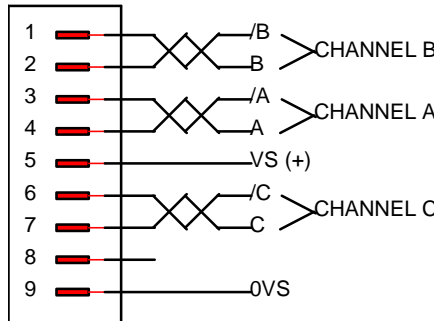 1 /B
CHANNEL B
2 B
3 /A
CHANNEL A
4 A
5 VS (+)
6 /C
CHANNEL C
7 C
8
9 0VS